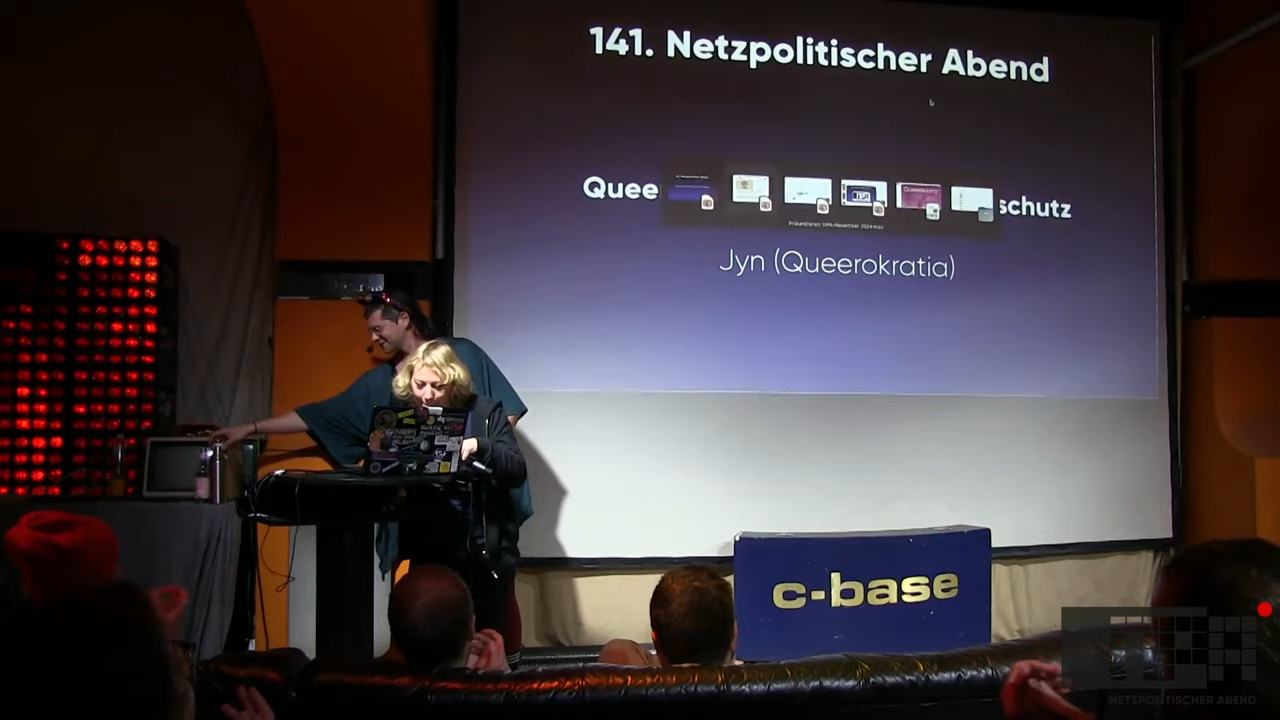 141. Netzpolitischer Abend
Quee schutz
Jyn (Queerokratia)
c-base
NETZPOLITISCHER ABEND